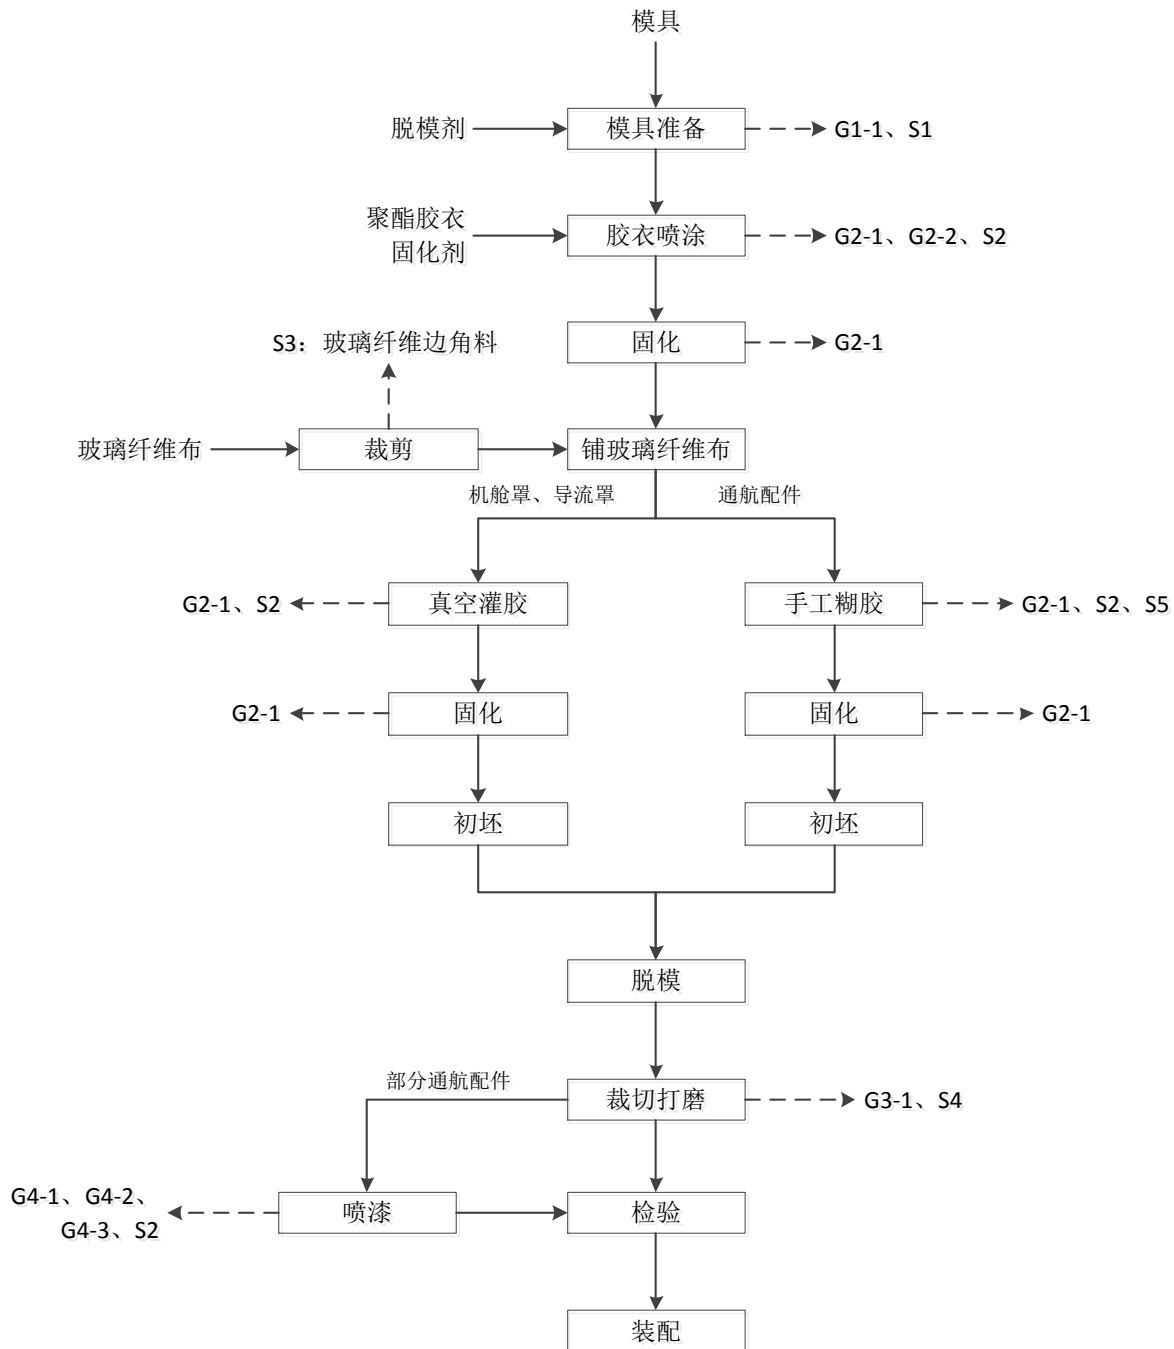 模具
脱模剂
模具准备
G1-1、S1
聚酯胶衣
固化剂
胶衣喷涂
G2-1、G2-2、S2
S3：玻璃纤维边角料
固化
G2-1
玻璃纤维布
裁剪
铺玻璃纤维布
机舱罩、导流罩
通航配件
G2-1、S2
真空灌胶
手工糊胶
G2-1、S2、S5
G2-1
固化
固化
G2-1
初坯
初坯
脱模
部分通航配件
裁切打磨
G3-1、S4
G4-1、G4-2、
G4-3、S2
喷漆
检验
装配